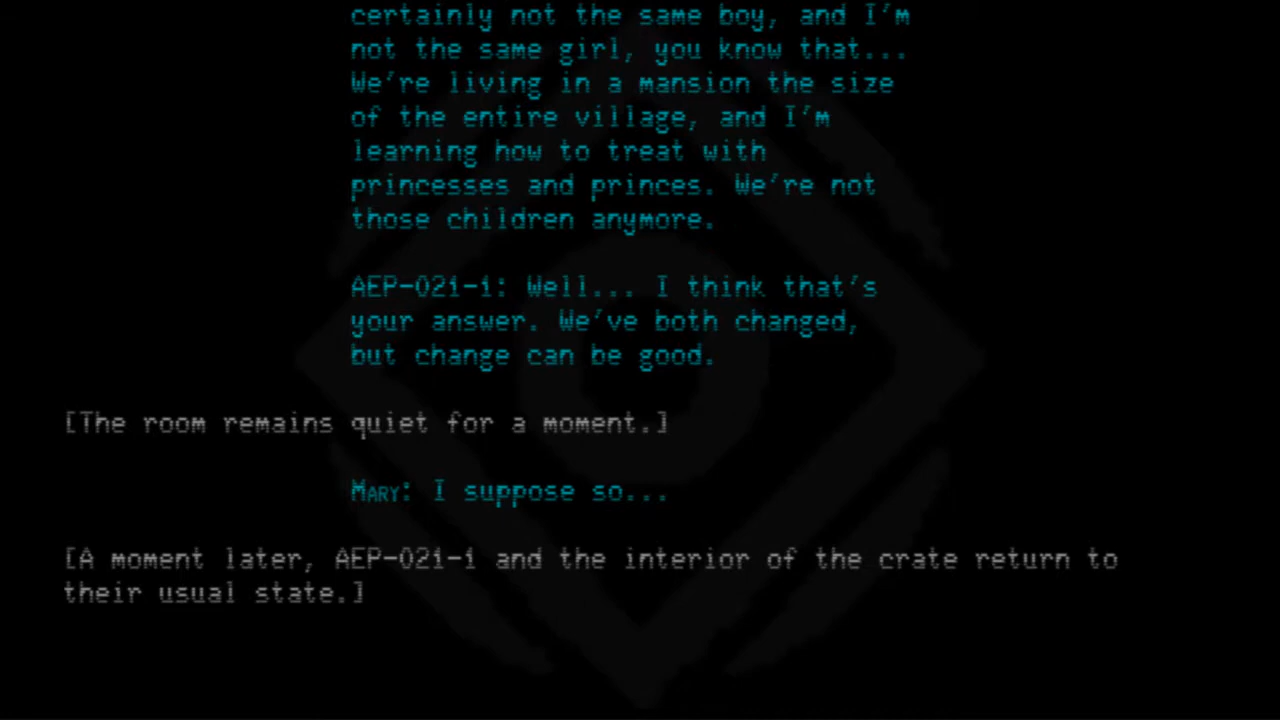 certainly not the same boy, and I'm
not the same girl, you know that...
We're living in a mansion the size
of the entire village, and I'm
learning how to treat with
princesses and princes. We're not
those children anymore.
AEP-021-1: Well... I think that's
your answer. We've both changed,
but change can be good.
[The room remains quiet for a moment.]
Mary: I suppose so...
[A moment later, AEP-021-1 and the interior of the crate return to
their usual state.]